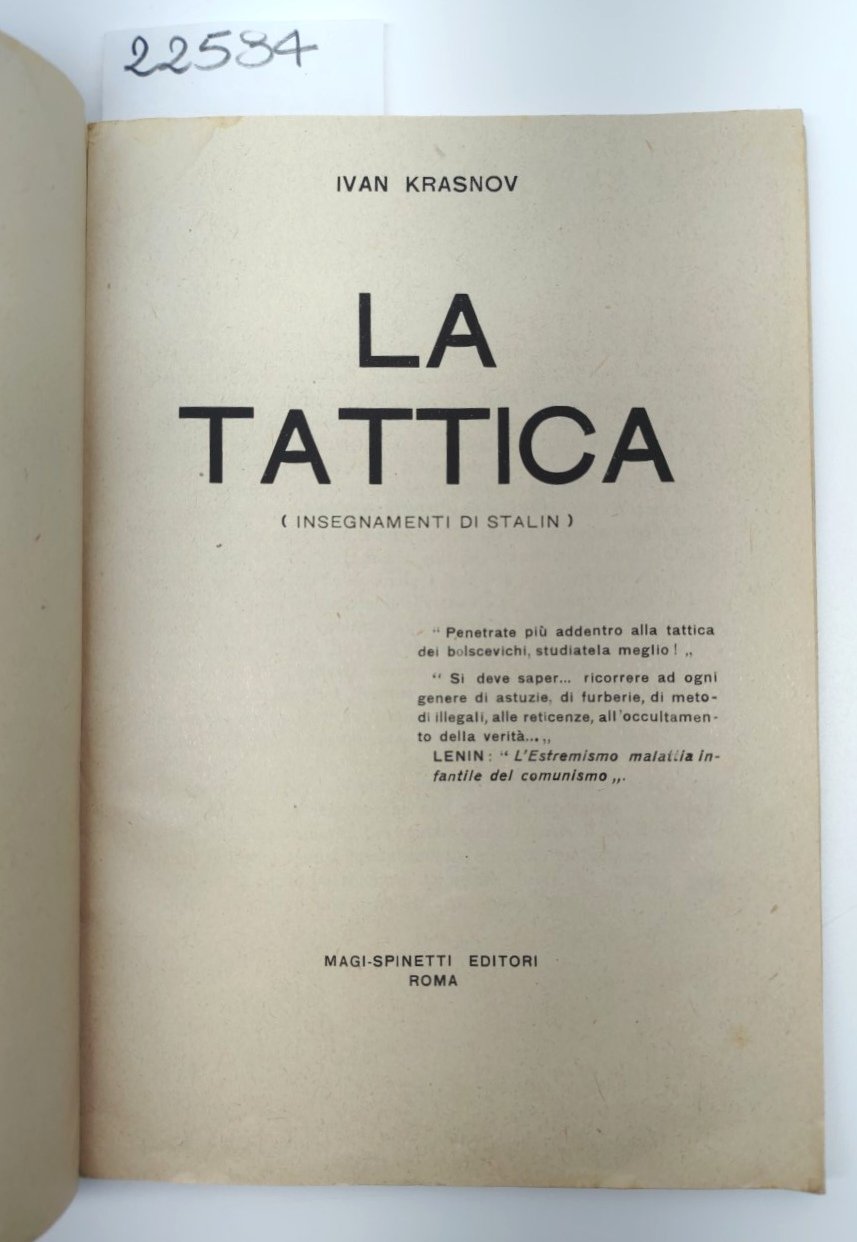 22584
IVAN KRASNOV
LA
TATTICA
( INSEGNAMENTI DI STALIN )
“ Penetrate più addentro alla tattica
dei bolscevichi, studiatela meglio ! „
“ Si deve saper... ricorrere ad ogni
genere di astuzie, di furberie, di meto-
di illegali, alle reticenze, all'occultamen-
to della verità... „
LENIN : “ L'Estremismo malattia in-
fantile del comunismo „.
MAGI-SPINETTI EDITORI
ROMA